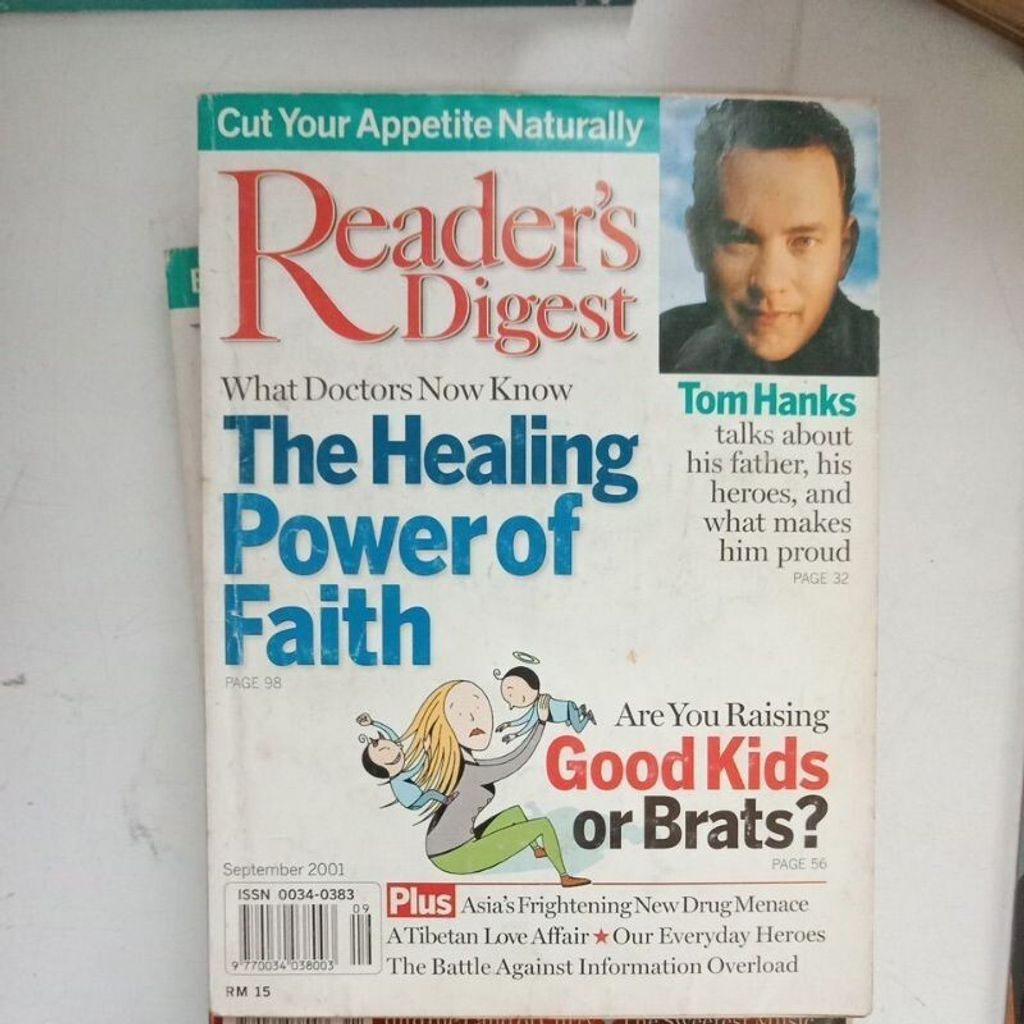 Cut Your Appetite Naturally
Reader's
Digest
What Doctors Now Know
The Healing
Power of
Faith
PAGE 98
Tom Hanks
talks about
his father, his
heroes, and
what makes
him proud
PAGE 32
Are You Raising
Good Kids
or Brats?
PAGE 56
September 2001
ISSN 0034-0383
09
9 770034 038003
RM 15
Plus Asia's Frightening New Drug Menace
A Tibetan Love Affair ★ Our Everyday Heroes
The Battle Against Information Overload